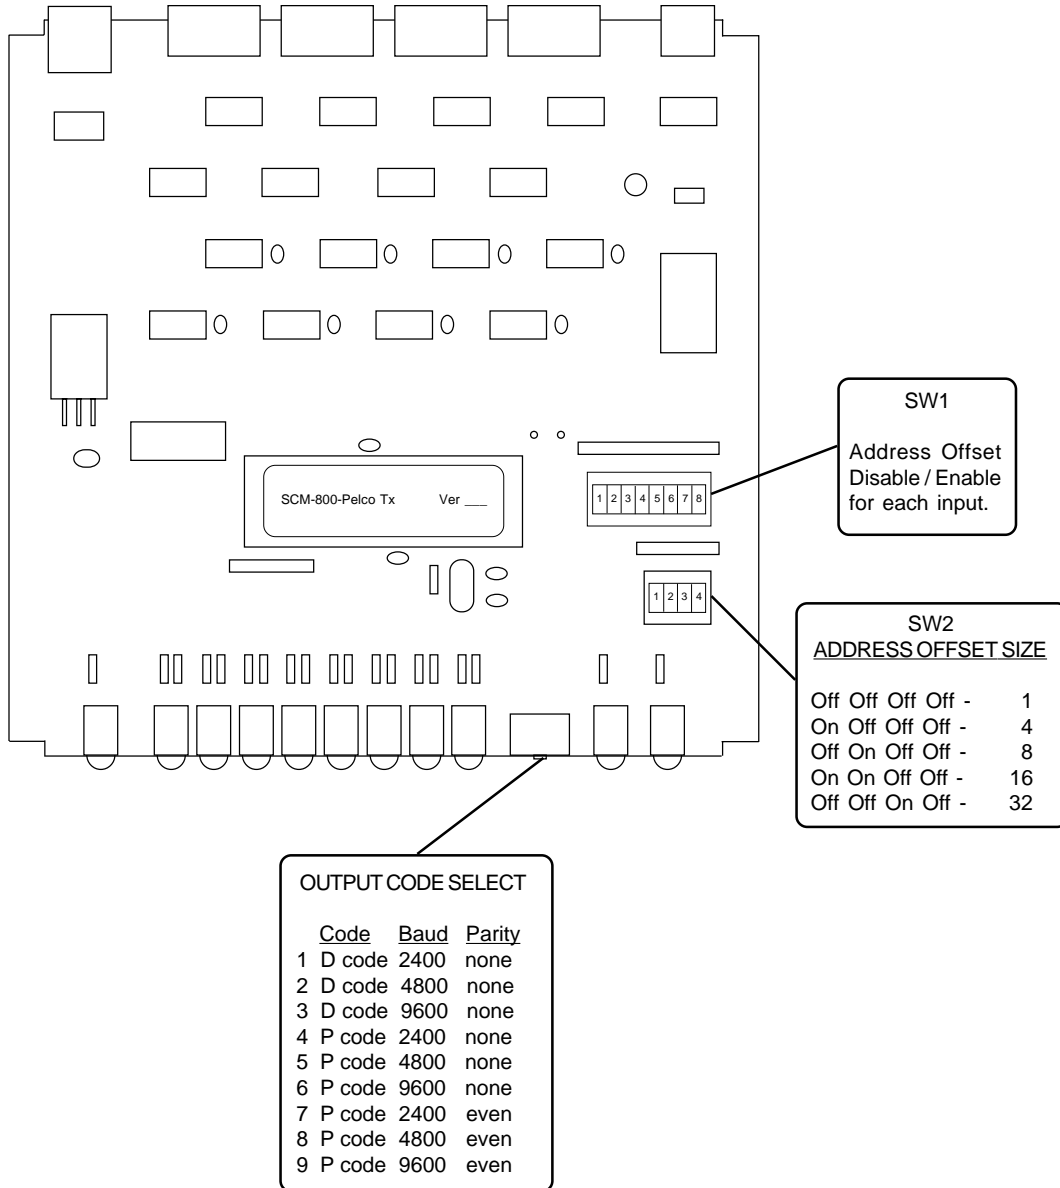 SW1
Address Offset
Disable / Enable
for each input.
1 2 3 4 5 6 7 8
SCM-800-Pelco Tx Ver ___
1 2 3 4
SW2
ADDRESS OFFSET SIZE
Off Off Off Off - 1
On Off Off Off - 4
Off On Off Off - 8
On On Off Off - 16
Off Off On Off - 32
OUTPUT CODE SELECT
Code Baud Parity
1 D code 2400 none
2 D code 4800 none
3 D code 9600 none
4 P code 2400 none
5 P code 4800 none
6 P code 9600 none
7 P code 2400 even
8 P code 4800 even
9 P code 9600 even